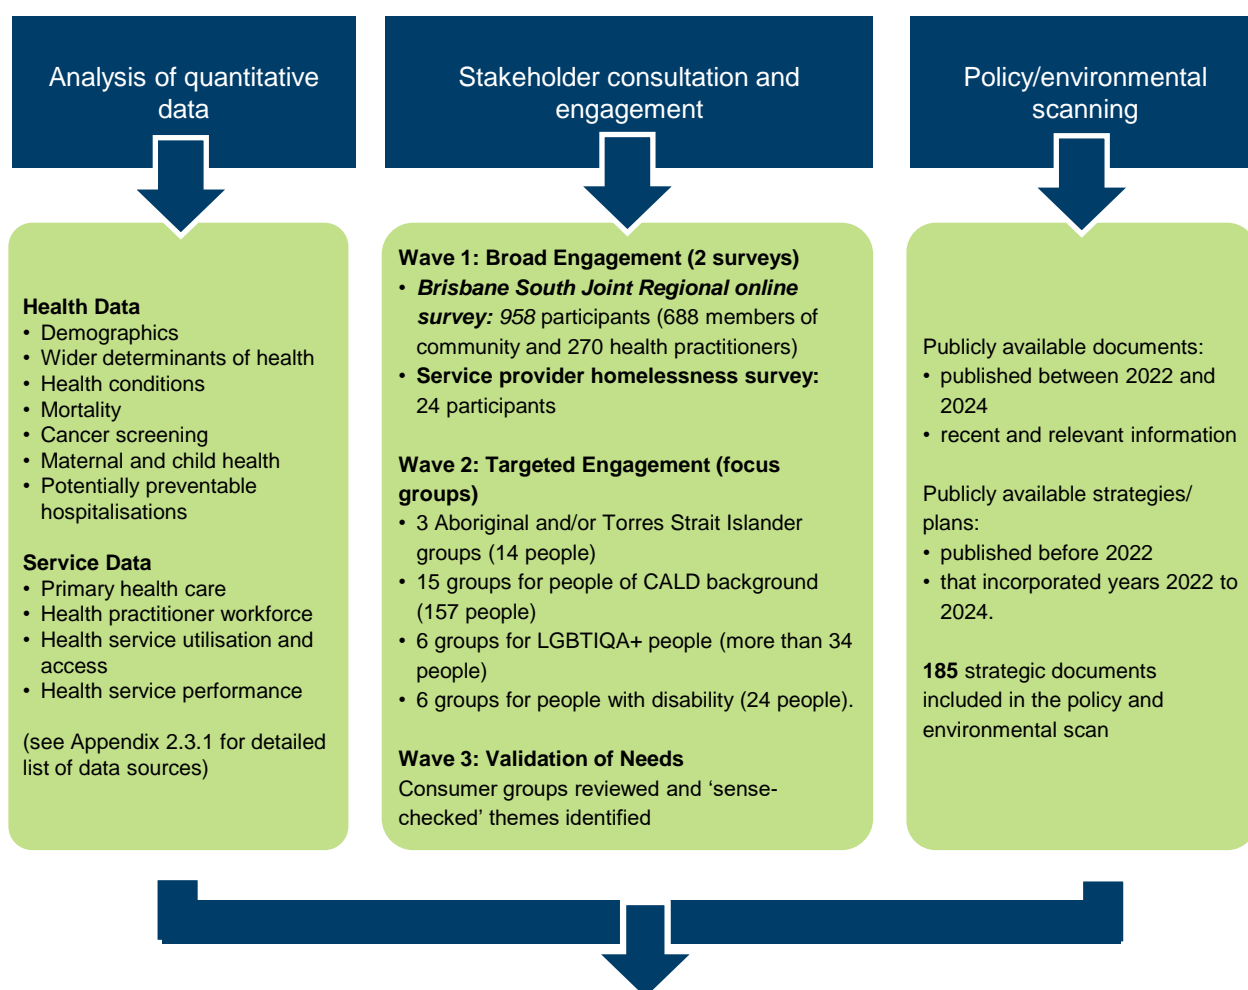 Analysis of quantitative
data
Stakeholder consultation and
engagement
Policy/environmental
scanning
Health Data
• Demographics
• Wider determinants of health
• Health conditions
• Mortality
• Cancer screening
• Maternal and child health
• Potentially preventable
hospitalisations
Service Data
• Primary health care
• Health practitioner workforce
• Health service utilisation and
access
• Health service performance
(see Appendix 2.3.1 for detailed
list of data sources)
Wave 1: Broad Engagement (2 surveys)
• Brisbane South Joint Regional online
survey: 958 participants (688 members of
community and 270 health practitioners)
• Service provider homelessness survey:
24 participants
Wave 2: Targeted Engagement (focus
groups)
• 3 Aboriginal and/or Torres Strait Islander
groups (14 people)
• 15 groups for people of CALD background
(157 people)
• 6 groups for LGBTIQA+ people (more than 34
people)
• 6 groups for people with disability (24 people).
Wave 3: Validation of Needs
Consumer groups reviewed and ‘sense-
checked’ themes identified
Publicly available documents:
• published between 2022 and
2024
• recent and relevant information
Publicly available strategies/
plans:
• published before 2022
• that incorporated years 2022 to
2024.
185 strategic documents
included in the policy and
environmental scan